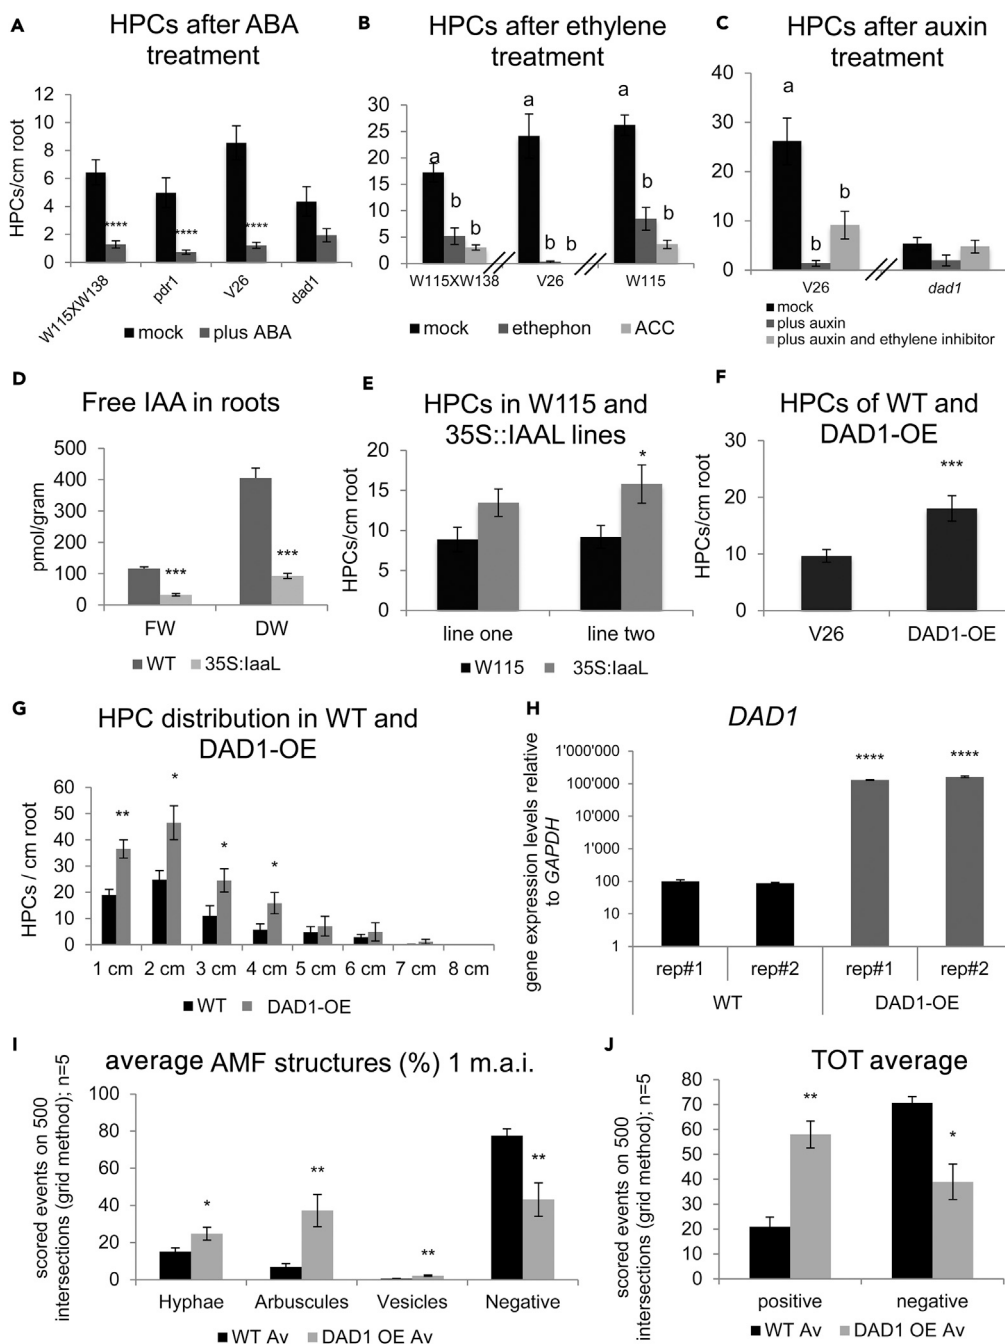 A
HPCs after ABA
treatment
HPCs/cm root
12
10
8
6
4
2
0
****
****
****
W115XW138
pdr1
V26
dad1
mock
plus ABA
B
HPCs after ethylene
treatment
30
25
20
15
10
5
0
a
b
b
a
b
b
a
b
b
W115XW138
V26
W115
mock
ethephon
ACC
C
HPCs after auxin
treatment
40
30
20
10
0
a
b
b
V26
dad1
mock
plus auxin
plus auxin and ethylene inhibitor
D
Free IAA in roots
pmol/gram
500
400
300
200
100
0
***
***
FW
DW
WT
35S:IaaL
E
HPCs in W115 and
35S::IAAL lines
HPCs/cm root
20
15
10
5
0
*
line one
line two
W115
35S:IaaL
F
HPCs of WT and
DAD1-OE
HPCs/cm root
30
20
10
0
***
V26
DAD1-OE
G
HPC distribution in WT and
DAD1-OE
HPCs / cm root
60
50
40
30
20
10
0
**
*
*
*
1 cm
2 cm
3 cm
4 cm
5 cm
6 cm
7 cm
8 cm
WT
DAD1-OE
H
DAD1
gene expression levels relative
to GAPDH
1'000'000
100'000
10'000
1'000
100
10
1
****
****
rep#1
rep#2
rep#1
rep#2
WT
DAD1-OE
I
average AMF structures (%) 1 m.a.i.
scored events on 500
intersections (grid method); n=5
100
80
60
40
20
0
*
**
**
**
Hyphae
Arbuscules
Vesicles
Negative
WT Av
DAD1 OE Av
J
TOT average
scored events on 500
intersections (grid method); n=5
80
70
60
50
40
30
20
10
0
**
*
positive
negative
WT Av
DAD1 OE Av